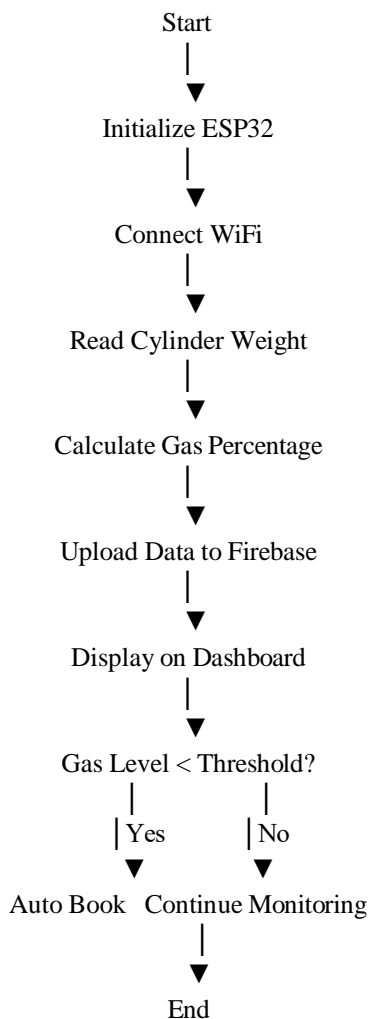 Start
Initialize ESP32
Connect WiFi
Read Cylinder Weight
Calculate Gas Percentage
Upload Data to Firebase
Display on Dashboard
Gas Level < Threshold?
Yes No
Auto Book Continue Monitoring
End